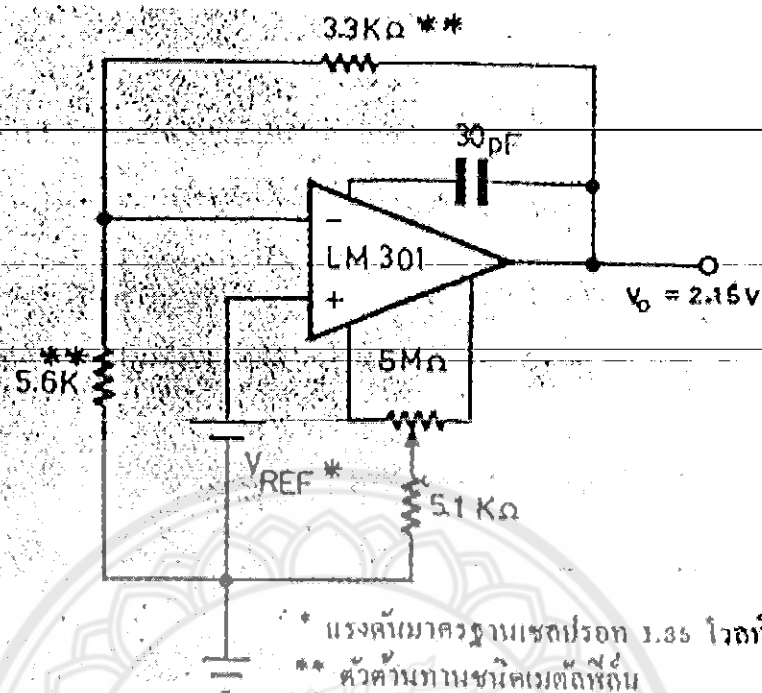 3.3KΩ **
30pF
−
LM 301
+
V₀ = 2.15V
5MΩ
**
5.6K
VREF *
5.1 KΩ
* แรงดันมาตรฐานเซลปรอท 1.35 โวลท์
** ตัวต้านทานชนิดเมตัลฟิล์ม